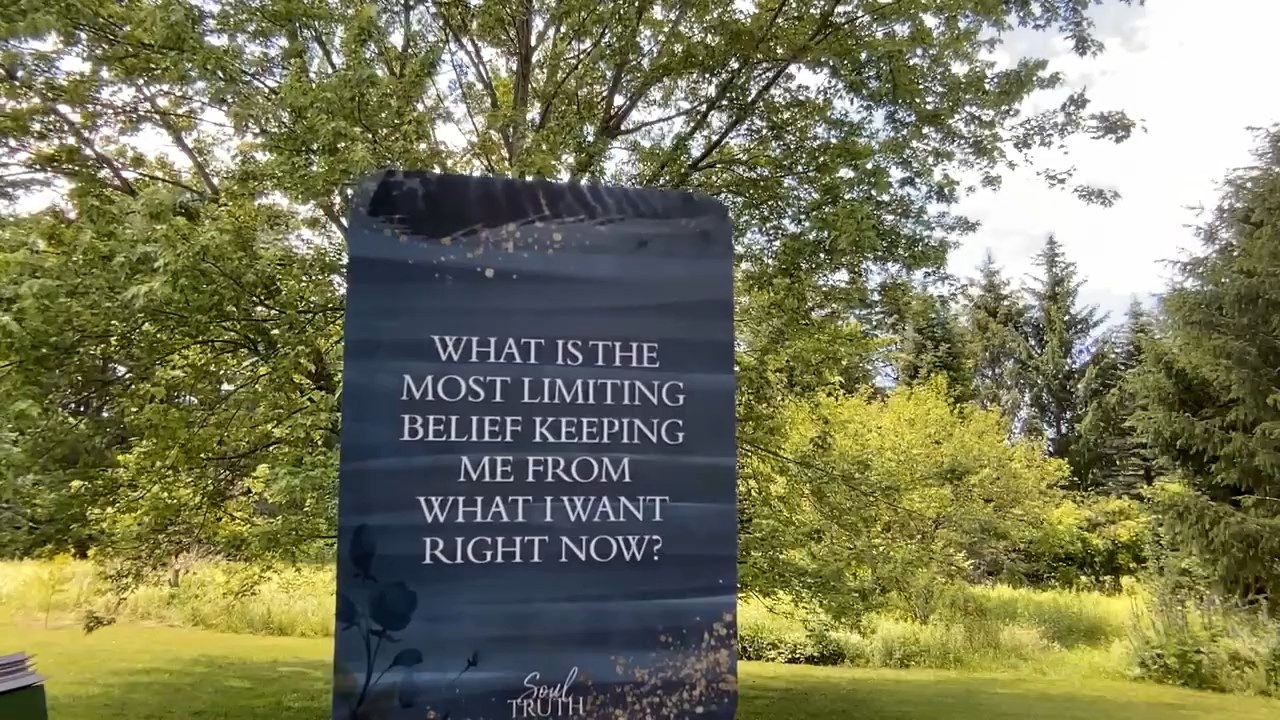 WHAT IS THE
MOST LIMITING
BELIEF KEEPING
ME FROM
WHAT I WANT
RIGHT NOW?
Soul
TRUTH